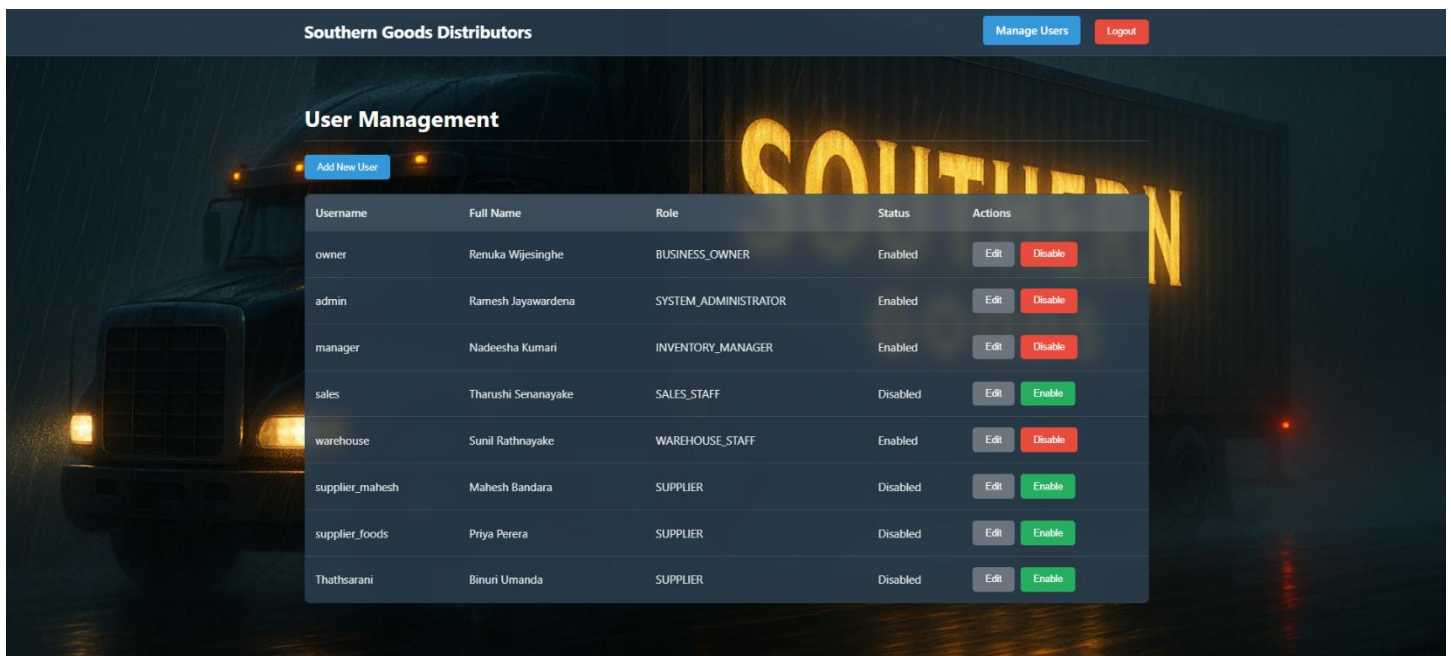 Southern Goods Distributors Manage Users Logout
User Management
SOUTHERN
Add New User
Username Full Name Role Status Actions
owner Renuka Wijesinghe BUSINESS_OWNER Enabled Edit Disable
admin Ramesh Jayawardena SYSTEM_ADMINISTRATOR Enabled Edit Disable
manager Nadeesha Kumari INVENTORY_MANAGER Enabled Edit Disable
sales Tharushi Senanayake SALES_STAFF Disabled Edit Enable
warehouse Sunil Rathnayake WAREHOUSE_STAFF Enabled Edit Disable
supplier_mahesh Mahesh Bandara SUPPLIER Disabled Edit Enable
supplier_foods Priya Perera SUPPLIER Disabled Edit Enable
Thathsarani Binuri Umanda SUPPLIER Disabled Edit Enable